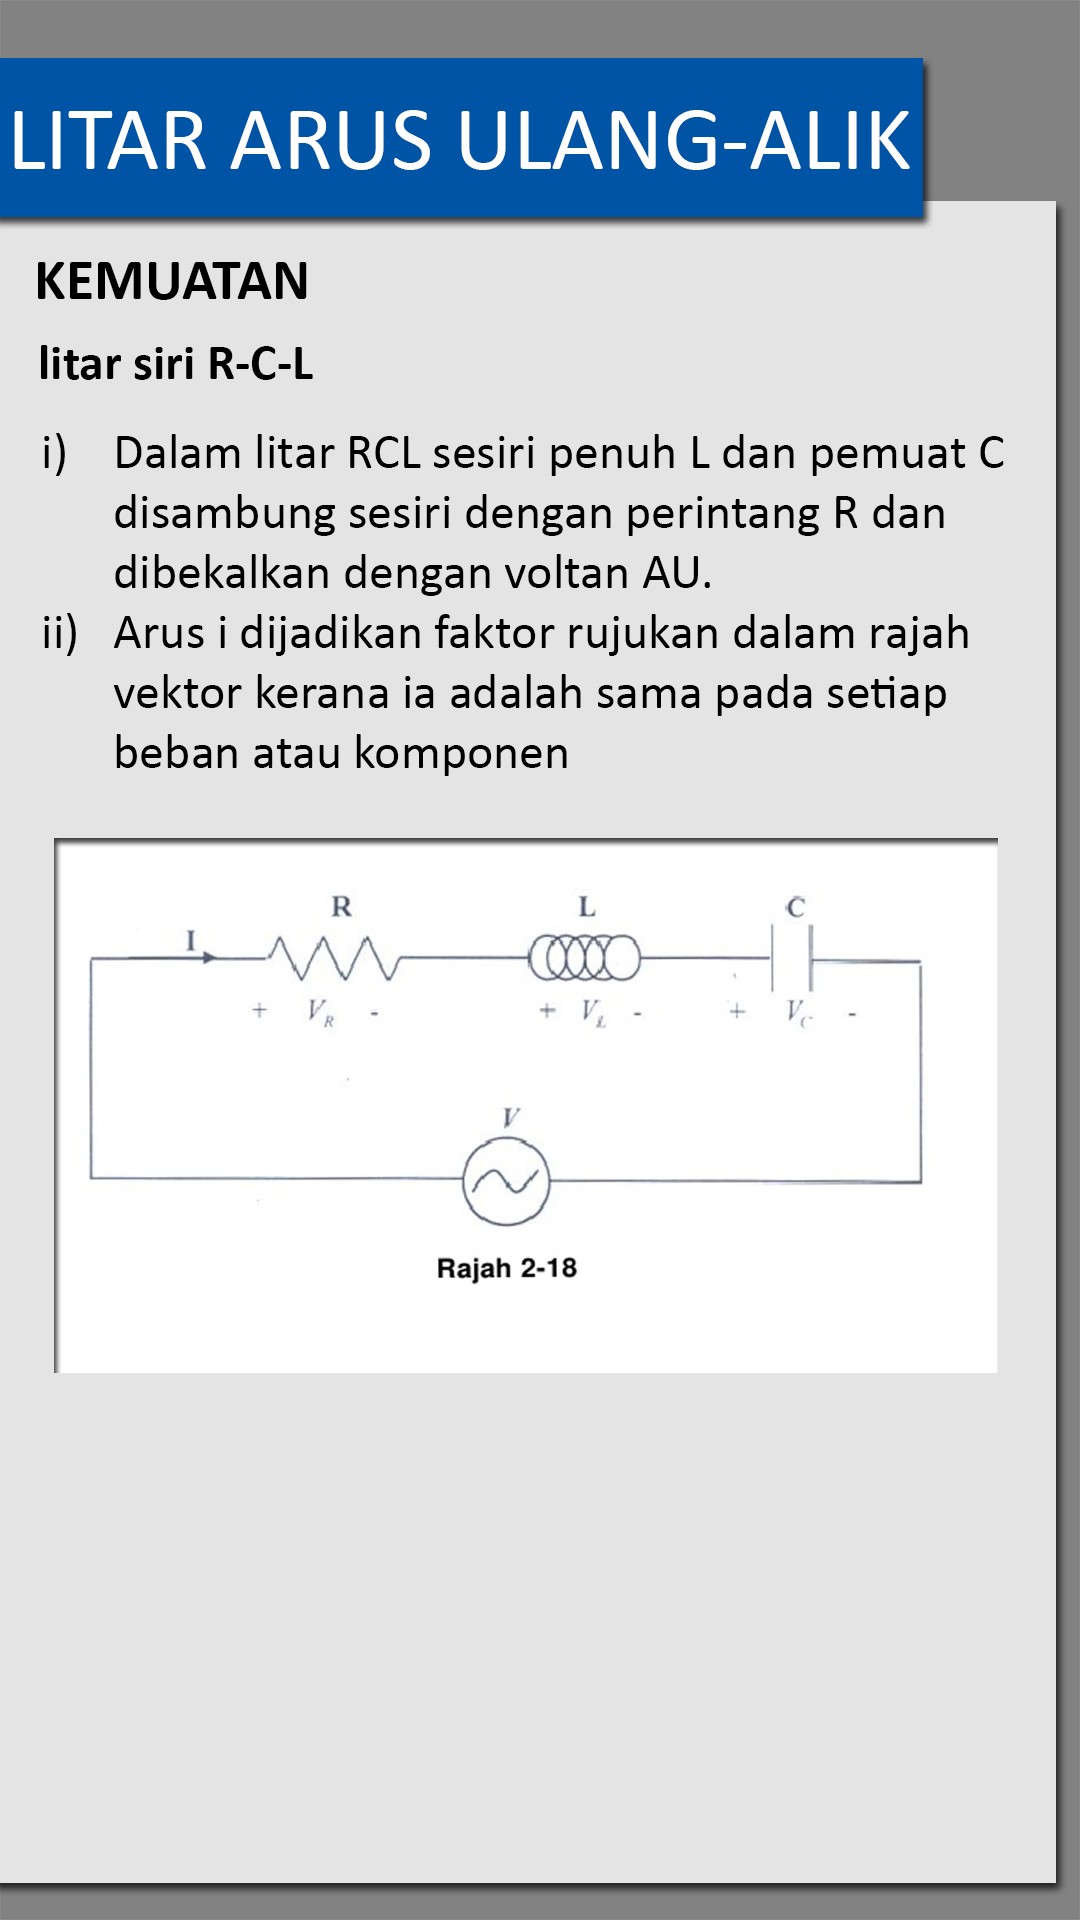 LITAR ARUS ULANG-ALIK
KEMUATAN
litar siri R-C-L
i) Dalam litar RCL sesiri penuh L dan pemuat C
disambung sesiri dengan perintang R dan
dibekalkan dengan voltan AU.
ii) Arus i dijadikan faktor rujukan dalam rajah
vektor kerana ia adalah sama pada setiap
beban atau komponen
R L C
I
+ V_R - + V_L - + V_C -
V
Rajah 2-18